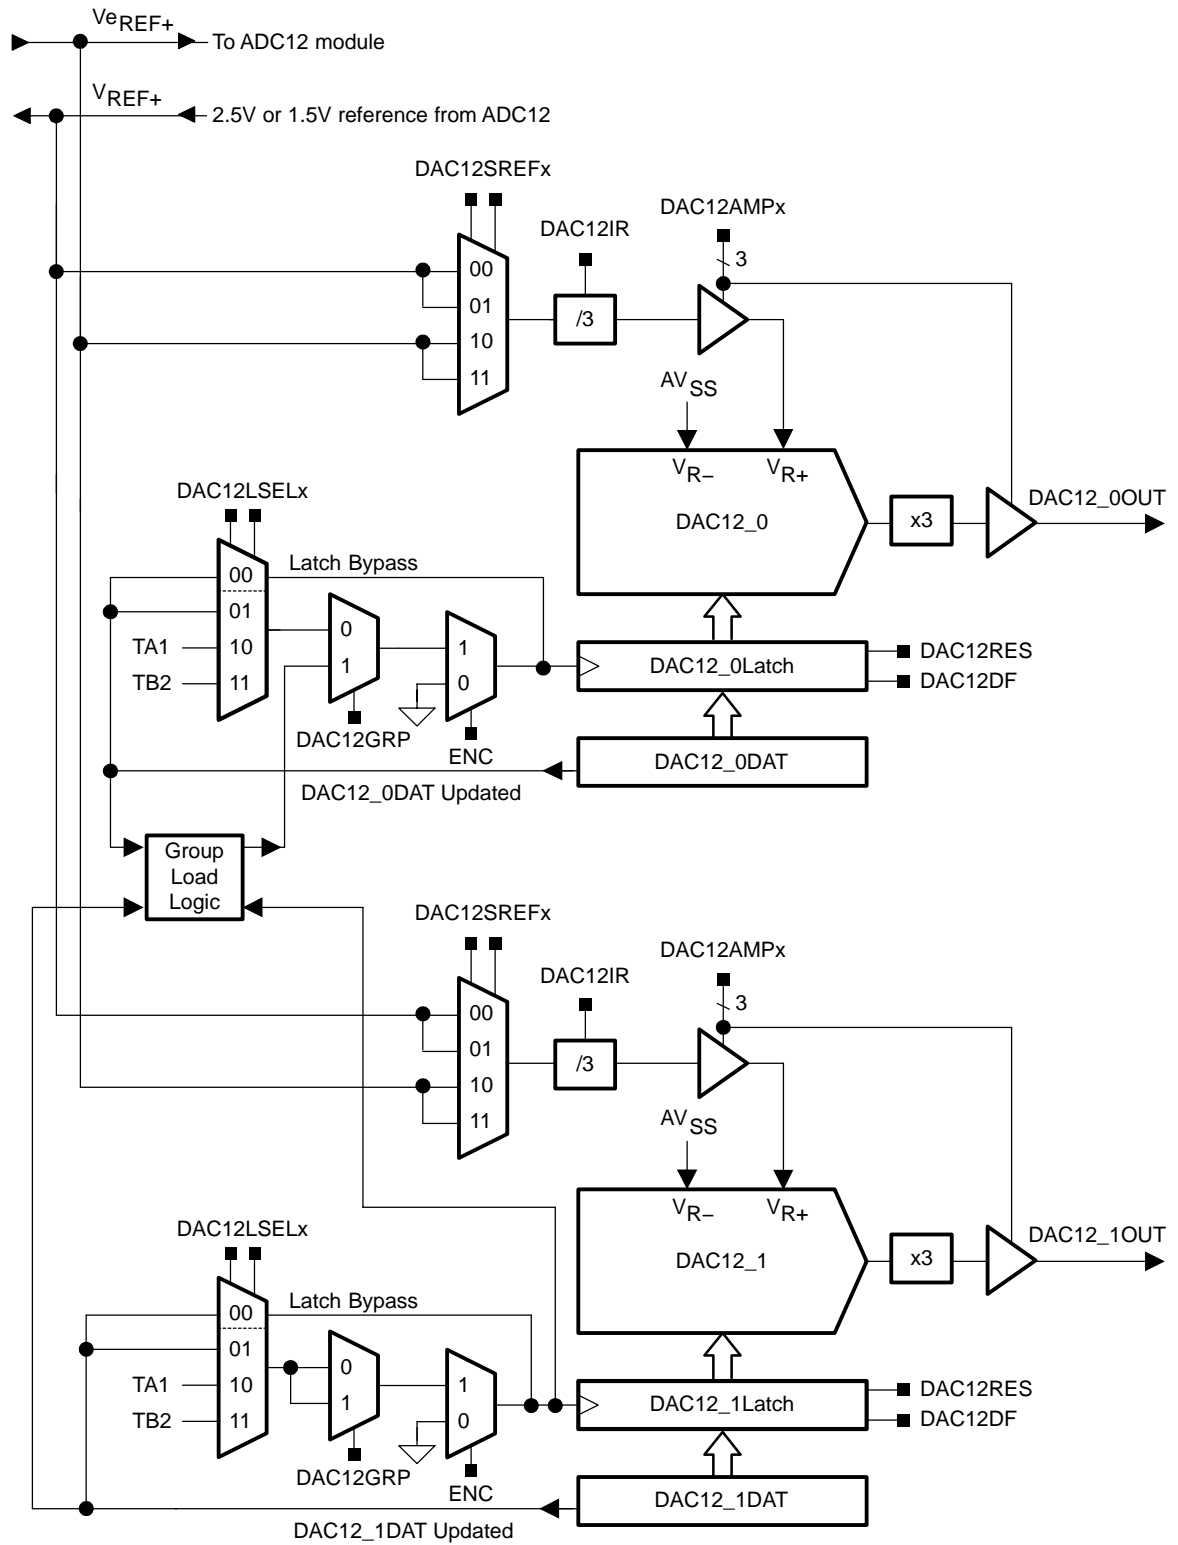 VeREF+
To ADC12 module
VREF+
2.5V or 1.5V reference from ADC12
DAC12SREFx
DAC12IR
DAC12AMPx
3
00
01
10
11
/3
AVSS
VR−
VR+
DAC12_0
x3
DAC12_0OUT
DAC12LSELx
Latch Bypass
00
01
TA1
10
TB2
11
0
1
DAC12GRP
1
0
ENC
DAC12_0Latch
DAC12RES
DAC12DF
DAC12_0DAT
DAC12_0DAT Updated
Group
Load
Logic
DAC12SREFx
DAC12IR
DAC12AMPx
3
00
01
10
11
/3
AVSS
VR−
VR+
DAC12_1
x3
DAC12_1OUT
DAC12LSELx
Latch Bypass
00
01
TA1
10
TB2
11
0
1
DAC12GRP
1
0
ENC
DAC12_1Latch
DAC12RES
DAC12DF
DAC12_1DAT
DAC12_1DAT Updated